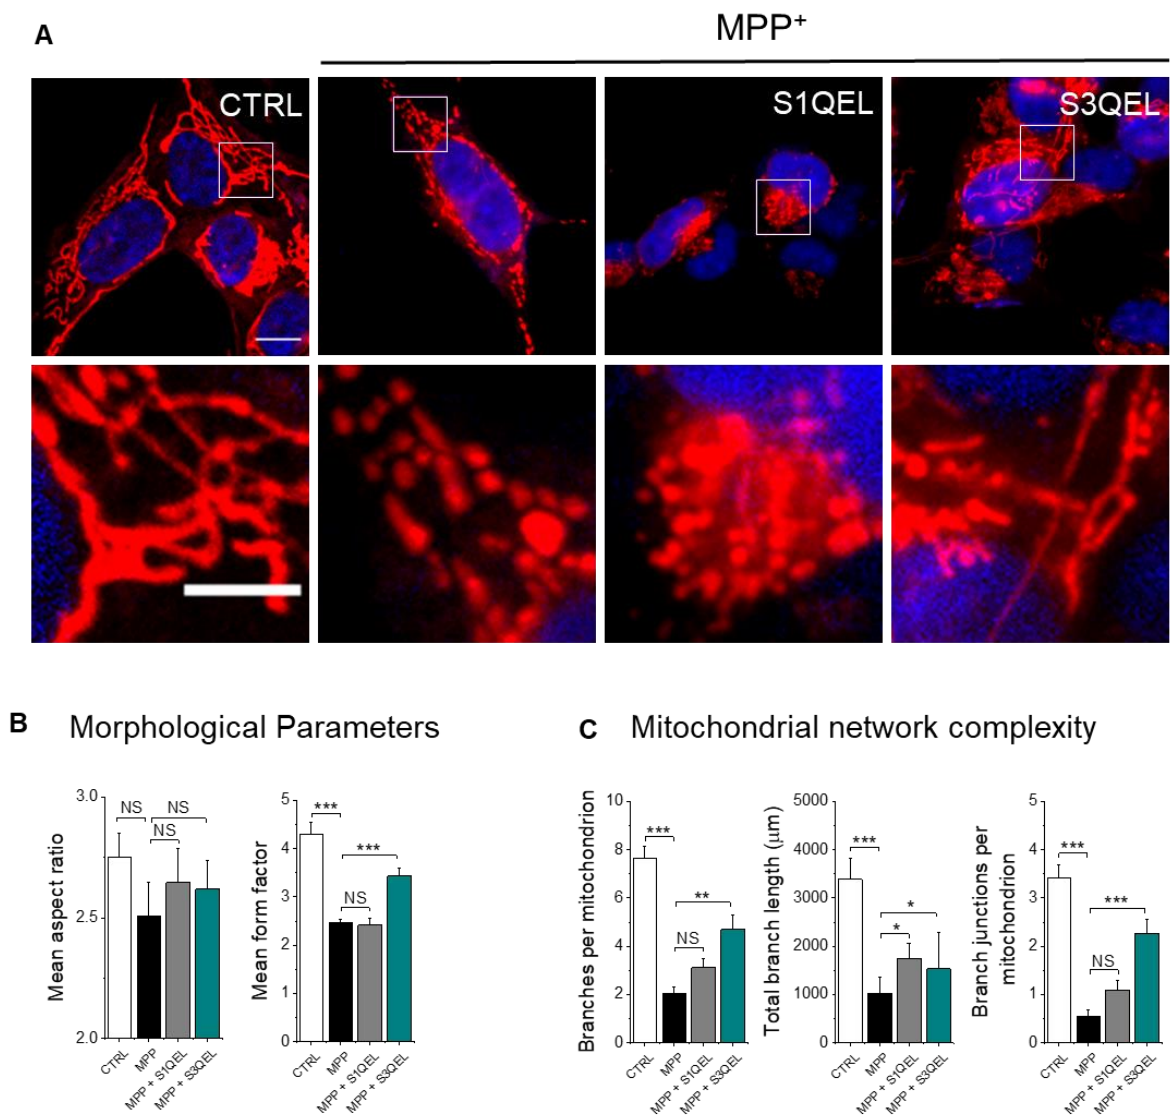 A
MPP⁺
CTRL
S1QEL
S3QEL
B Morphological Parameters
C Mitochondrial network complexity
Mean aspect ratio
3.0
2.5
2.0
NS
NS
NS
CTRL
MPP
MPP + S1QEL
MPP + S3QEL
Mean form factor
5
4
3
2
1
0
***
***
NS
CTRL
MPP
MPP + S1QEL
MPP + S3QEL
Branches per mitochondrion
10
8
6
4
2
0
***
**
NS
CTRL
MPP
MPP + S1QEL
MPP + S3QEL
Total branch length (μm)
5000
4000
3000
2000
1000
0
***
*
*
CTRL
MPP
MPP + S1QEL
MPP + S3QEL
Branch junctions per
mitochondrion
5
4
3
2
1
0
***
***
NS
CTRL
MPP
MPP + S1QEL
MPP + S3QEL